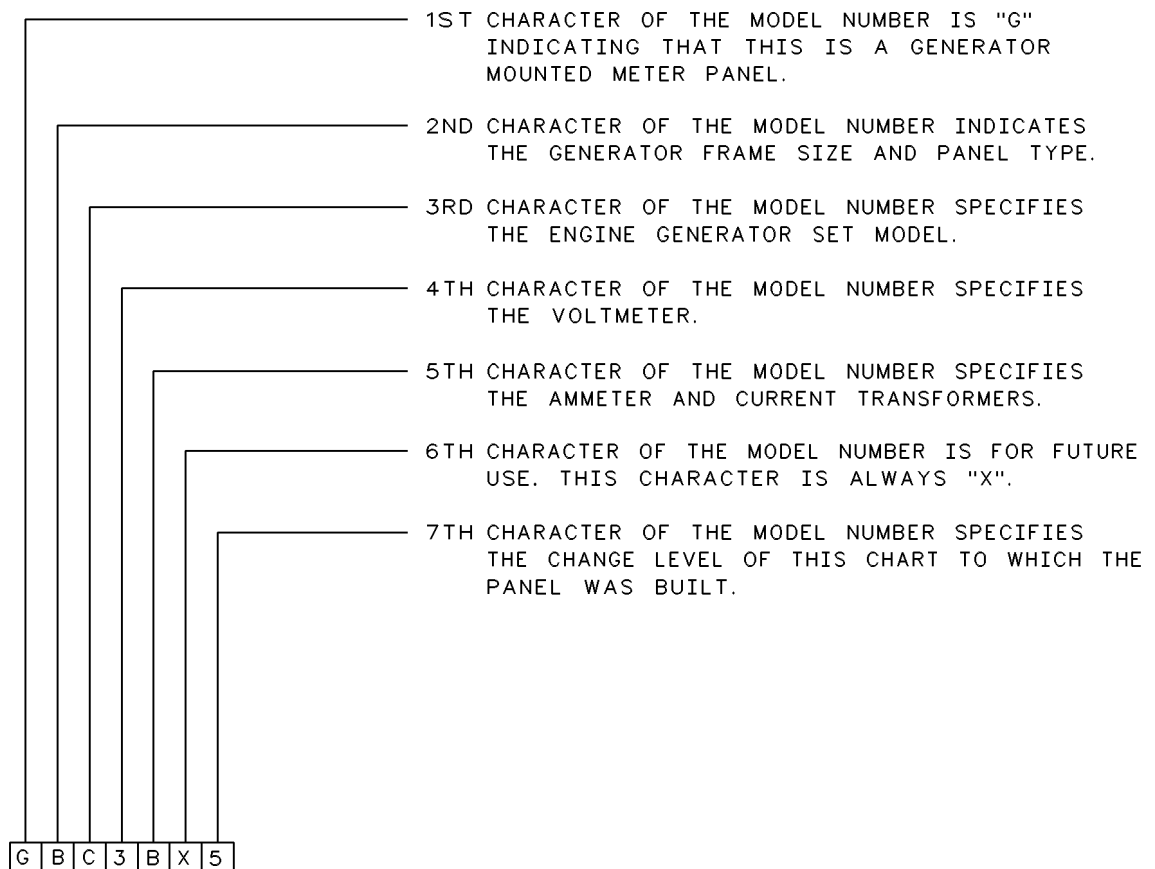 1ST CHARACTER OF THE MODEL NUMBER IS "G"
INDICATING THAT THIS IS A GENERATOR
MOUNTED METER PANEL.
2ND CHARACTER OF THE MODEL NUMBER INDICATES
THE GENERATOR FRAME SIZE AND PANEL TYPE.
3RD CHARACTER OF THE MODEL NUMBER SPECIFIES
THE ENGINE GENERATOR SET MODEL.
4TH CHARACTER OF THE MODEL NUMBER SPECIFIES
THE VOLTMETER.
5TH CHARACTER OF THE MODEL NUMBER SPECIFIES
THE AMMETER AND CURRENT TRANSFORMERS.
6TH CHARACTER OF THE MODEL NUMBER IS FOR FUTURE
USE. THIS CHARACTER IS ALWAYS "X".
7TH CHARACTER OF THE MODEL NUMBER SPECIFIES
THE CHANGE LEVEL OF THIS CHART TO WHICH THE
PANEL WAS BUILT.
G B C 3 B X 5